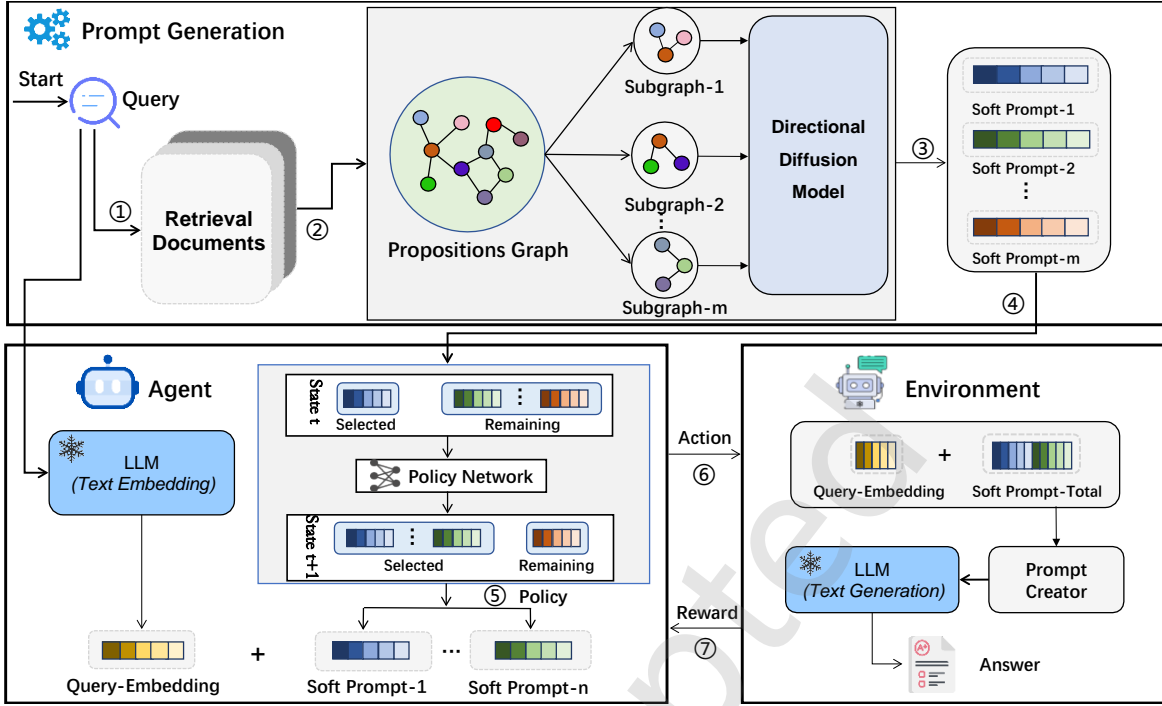 Prompt Generation
Start
Query
①
Retrieval
Documents
②
Propositions Graph
Subgraph-1
Subgraph-2
Subgraph-m
Directional
Diffusion
Model
③
Soft Prompt-1
Soft Prompt-2
Soft Prompt-m
④
Agent
LLM
(Text Embedding)
State t
Selected
Remaining
Policy Network
State t+1
Selected
Remaining
⑤ Policy
Query-Embedding
+
Soft Prompt-1
...
Soft Prompt-n
Action
⑥
Reward
⑦
Environment
+
Query-Embedding
Soft Prompt-Total
LLM
(Text Generation)
Prompt
Creator
A+
Answer
pted